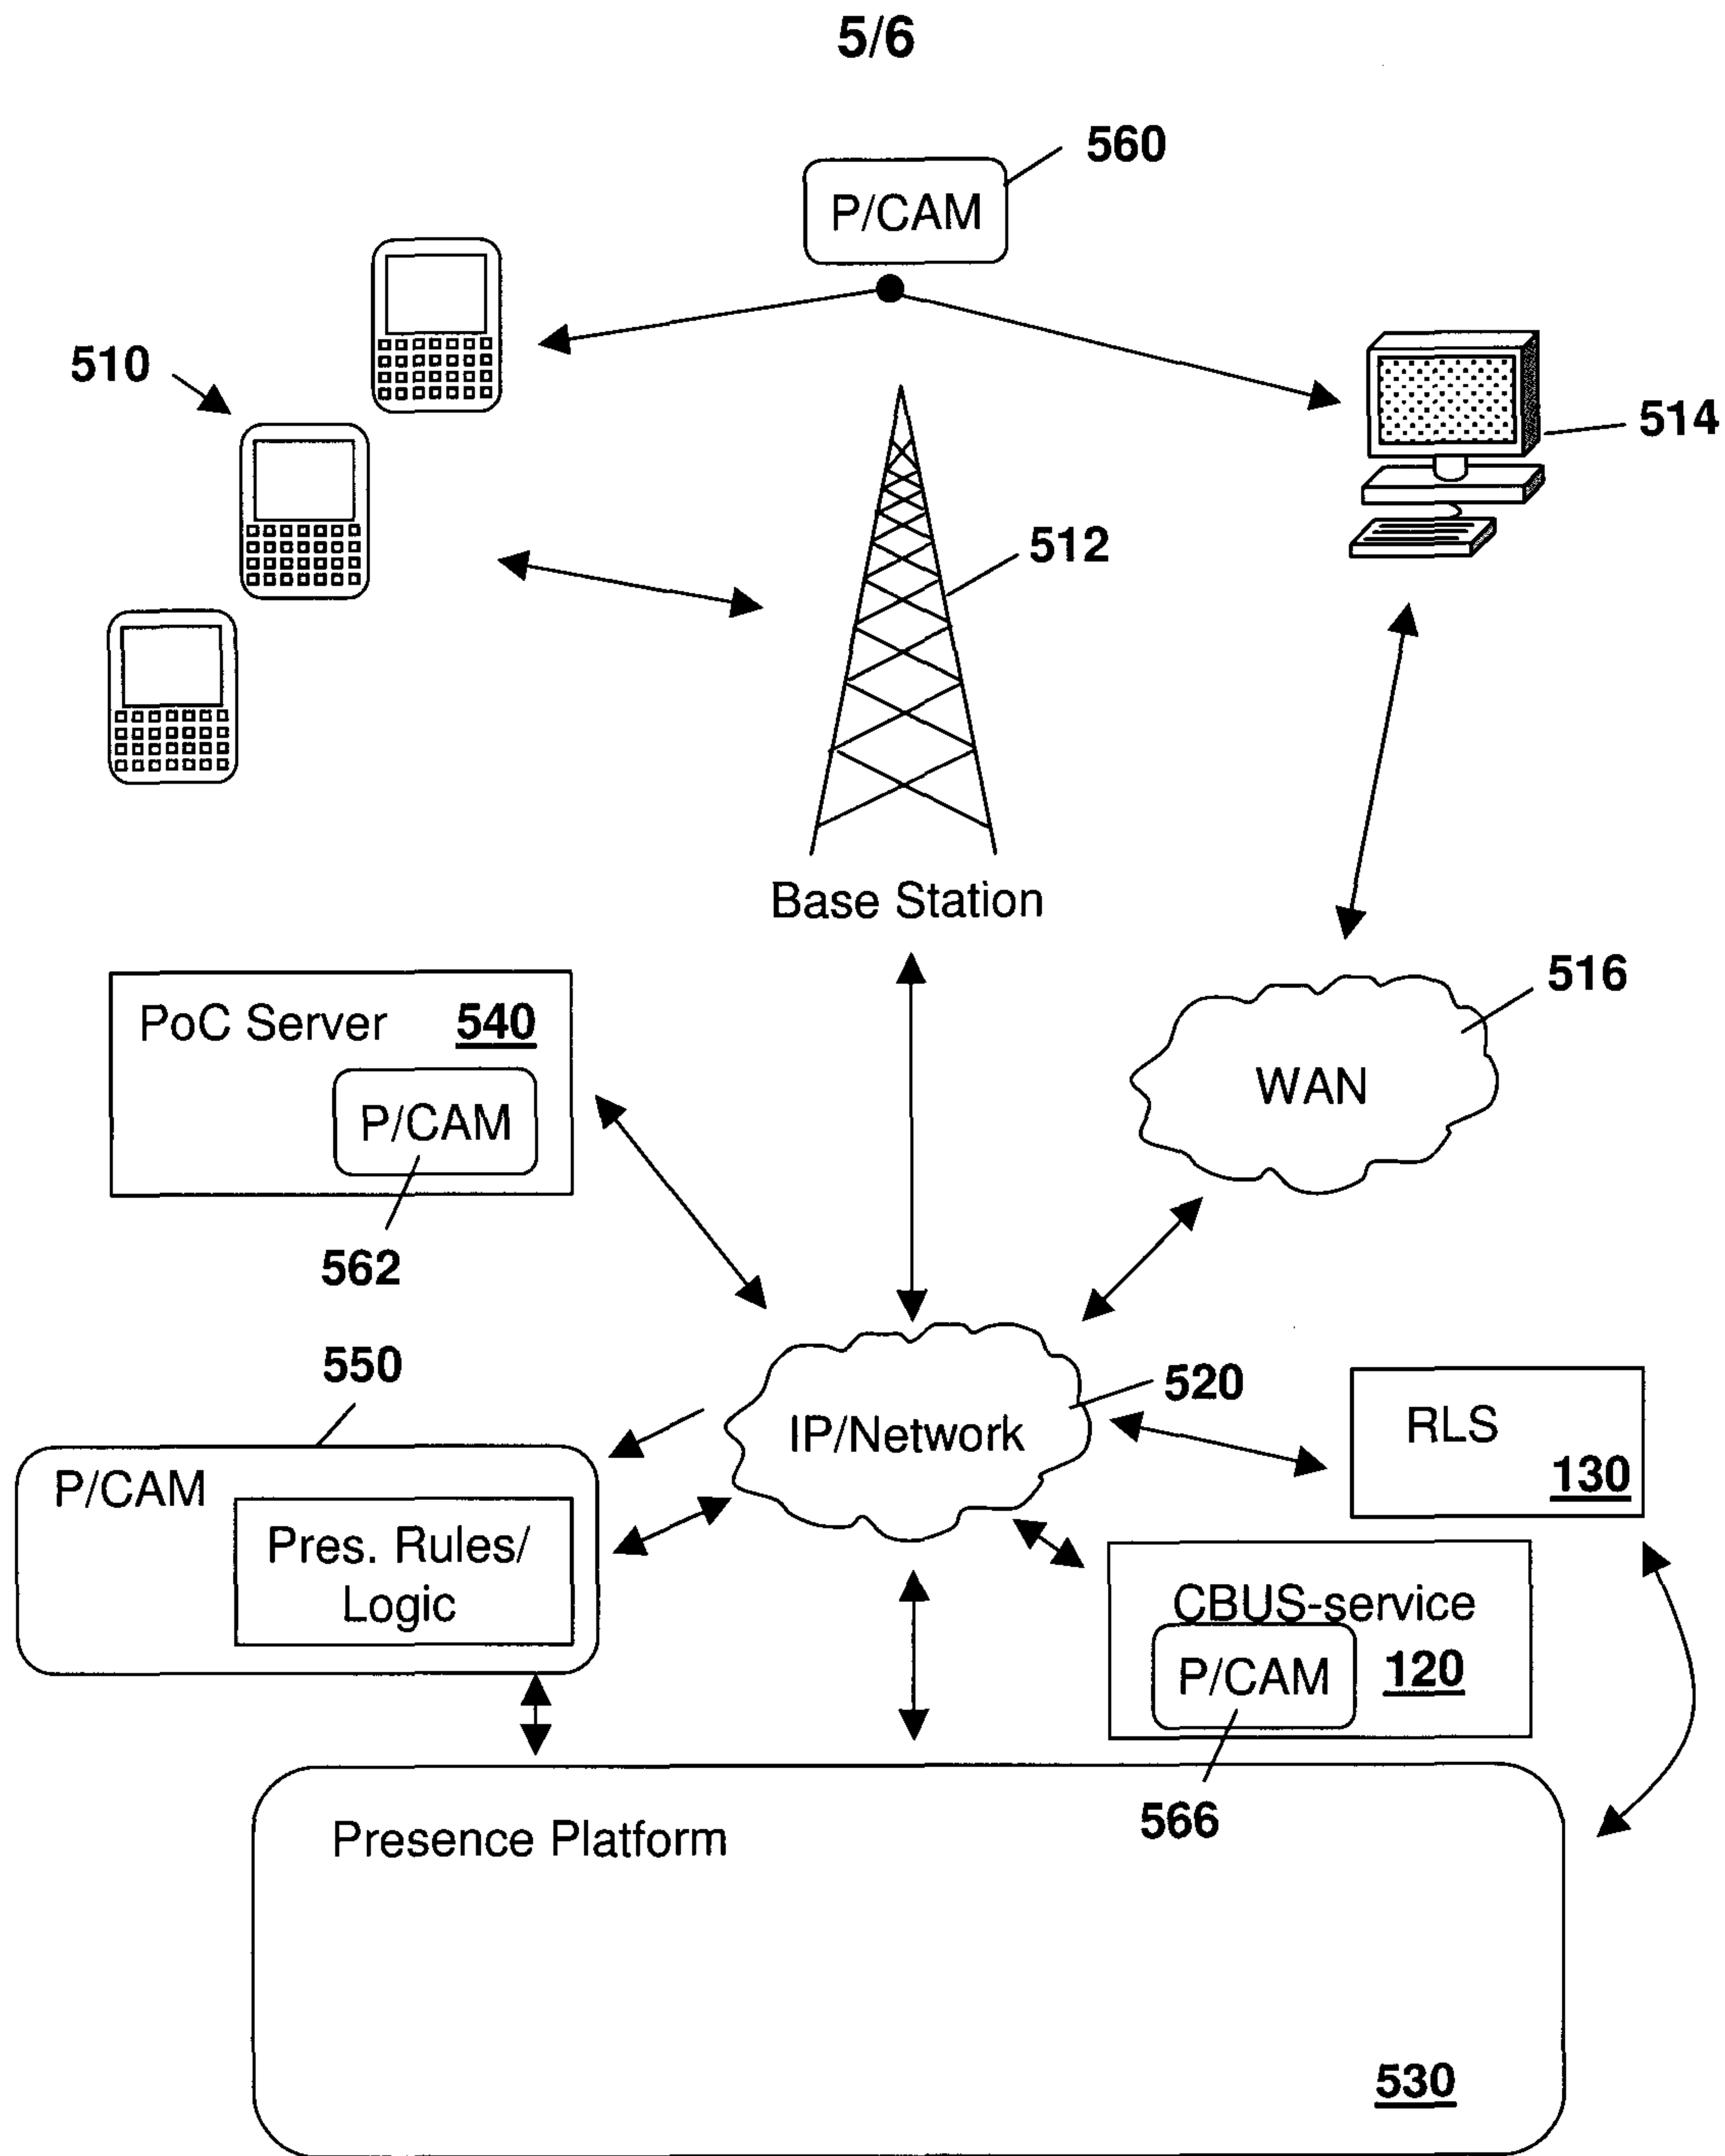 5/6
560
P/CAM
510
514
512
Base Station
516
PoC Server 540
WAN
P/CAM
562
550
520
IP/Network
RLS
130
P/CAM
Pres. Rules/
Logic
CBUS-service
P/CAM 120
566
Presence Platform
530